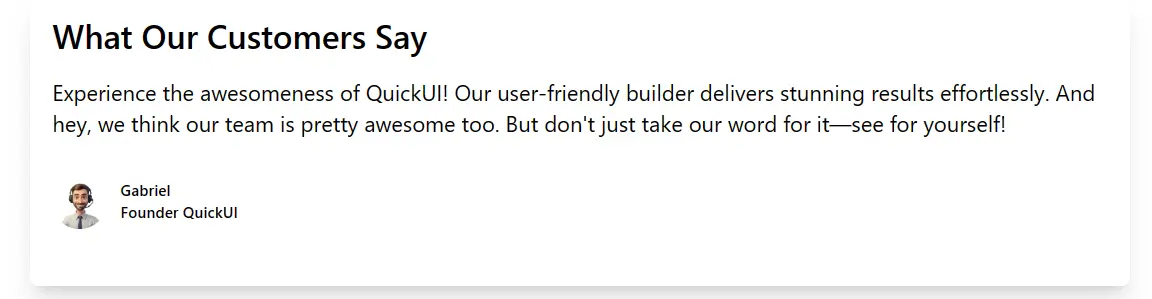 What Our Customers Say
Experience the awesomeness of QuickUI! Our user-friendly builder delivers stunning results effortlessly. And
hey, we think our team is pretty awesome too. But don't just take our word for it—see for yourself!
Gabriel
Founder QuickUI